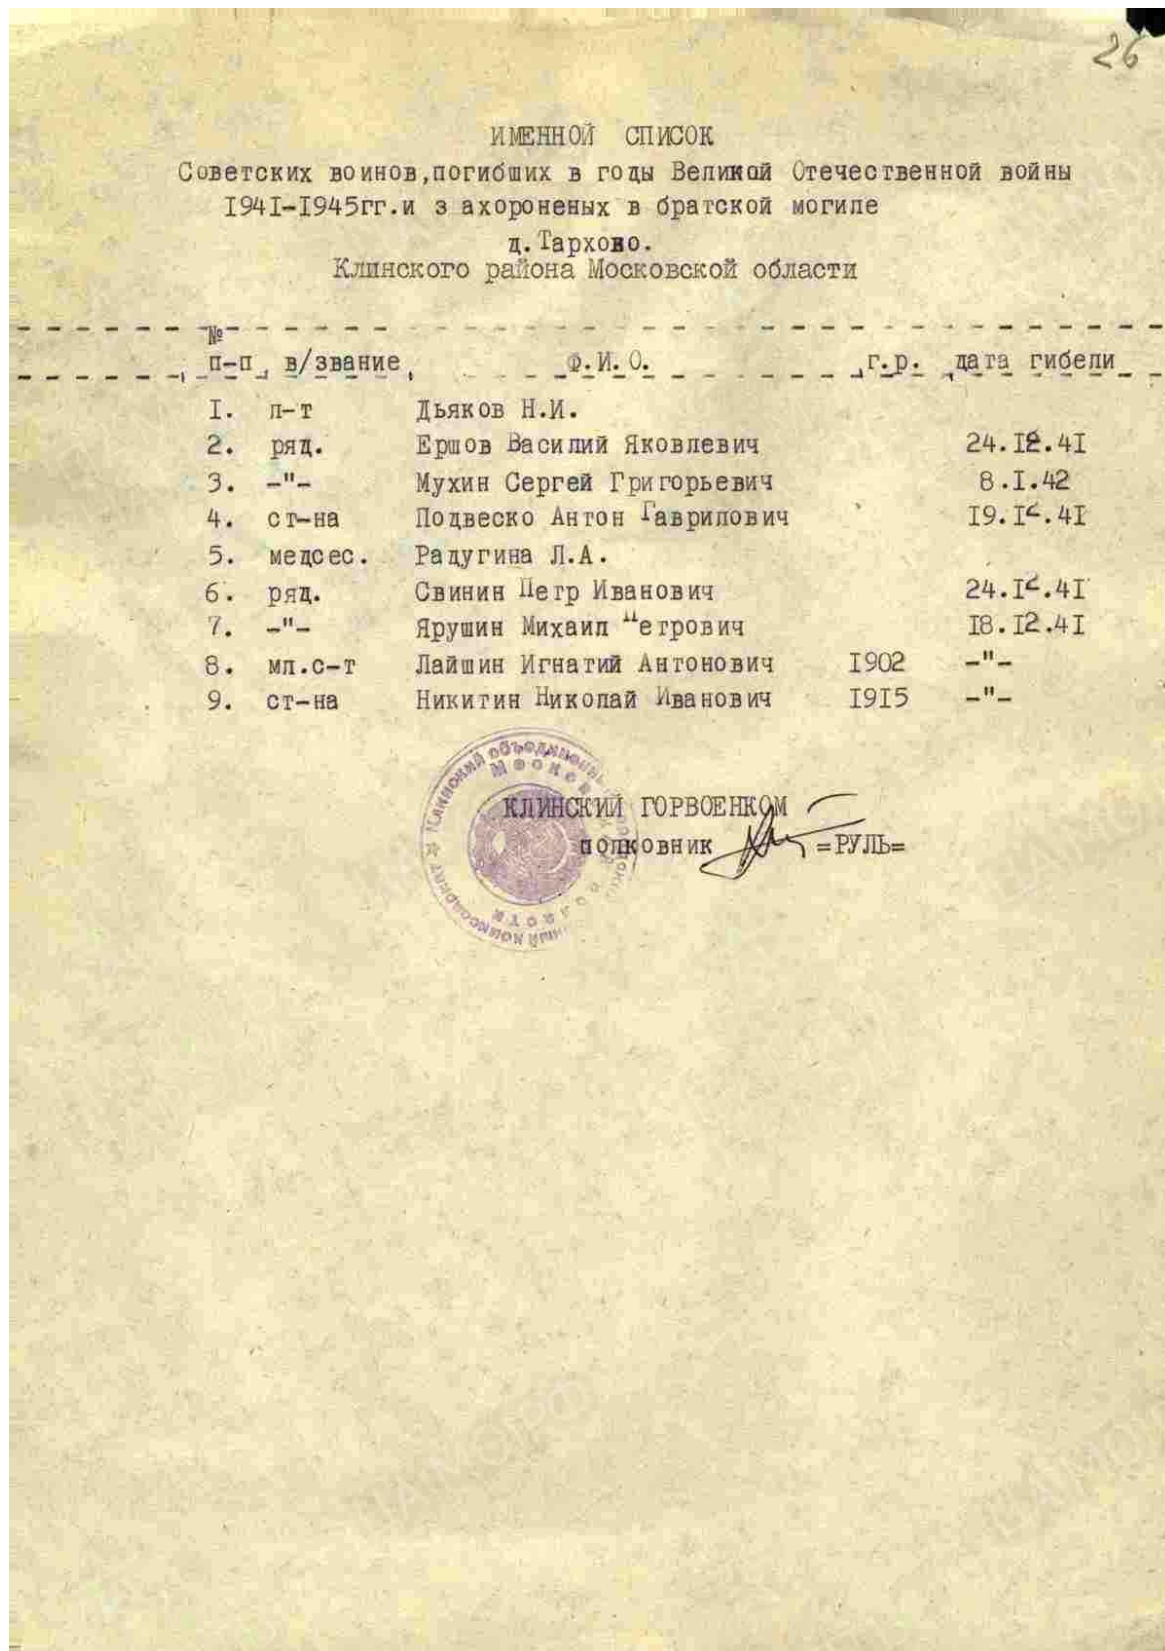 26
ИМЕННОЙ СПИСОК
Советских воинов,погибших в годы Великой Отечественной войны
1941-1945гг.и захороненых в братской могиле
д.Тархово.
Клинского района Московской области
№
п-п в/звание Ф.И.О. г.р. дата гибели
1. л-т Дьяков Н.И.
2. ряд. Ершов Василий Яковлевич 24.12.41
3. -"- Мухин Сергей Григорьевич 8.1.42
4. ст-на Подвеско Антон Гаврилович 19.12.41
5. медсес. Радугина Л.А.
6. ряд. Свинин Петр Иванович 24.12.41
7. -"- Ярушин Михаил Петрович 18.12.41
8. мл.с-т Лайшин Игнатий Антонович 1902 -"-
9. ст-на Никитин Николай Иванович 1915 -"-
КЛИНСКИЙ ГОРВОЕНКОМ
полковник =РУЛЬ=